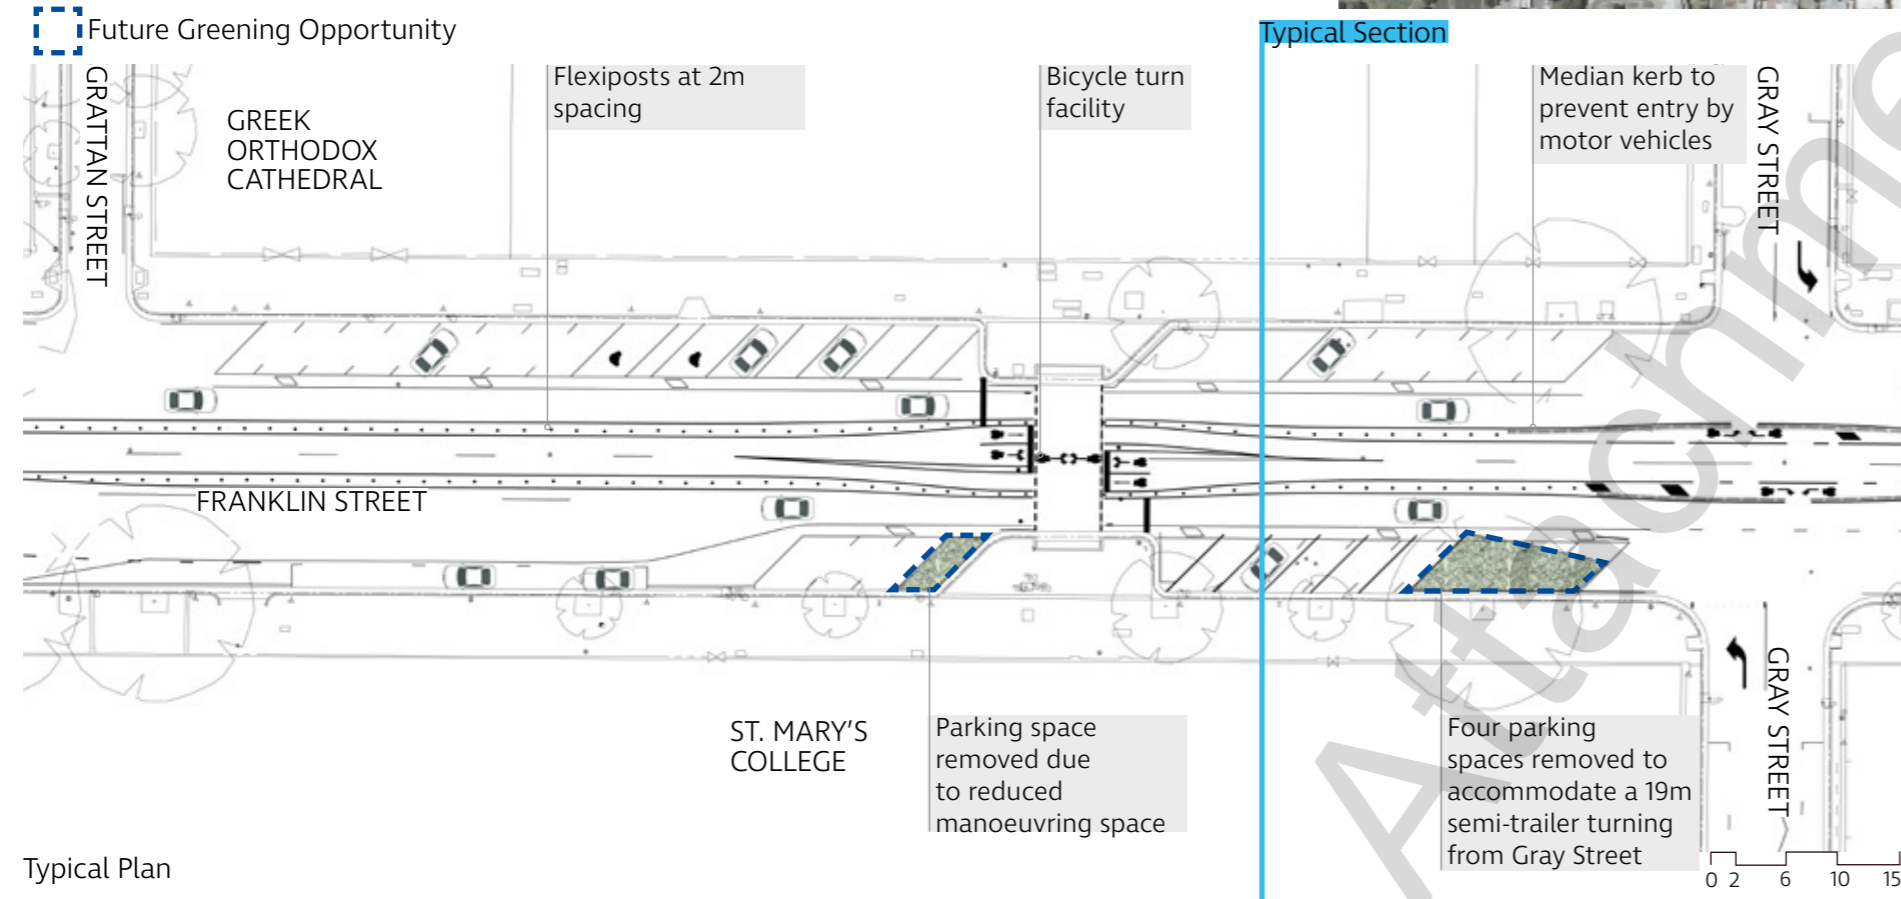 Future Greening Opportunity
Typical Section
GRATTAN STREET
GREEK
ORTHODOX
CATHEDRAL
Flexiposts at 2m
spacing
Bicycle turn
facility
Median kerb to
prevent entry by
motor vehicles
GRAY STREET
FRANKLIN STREET
ST. MARY’S
COLLEGE
Parking space
removed due
to reduced
manoeuvring space
Four parking
spaces removed to
accommodate a 19m
semi-trailer turning
from Gray Street
GRAY STREET
Typical Plan
0 2 6 10 15
Attachme